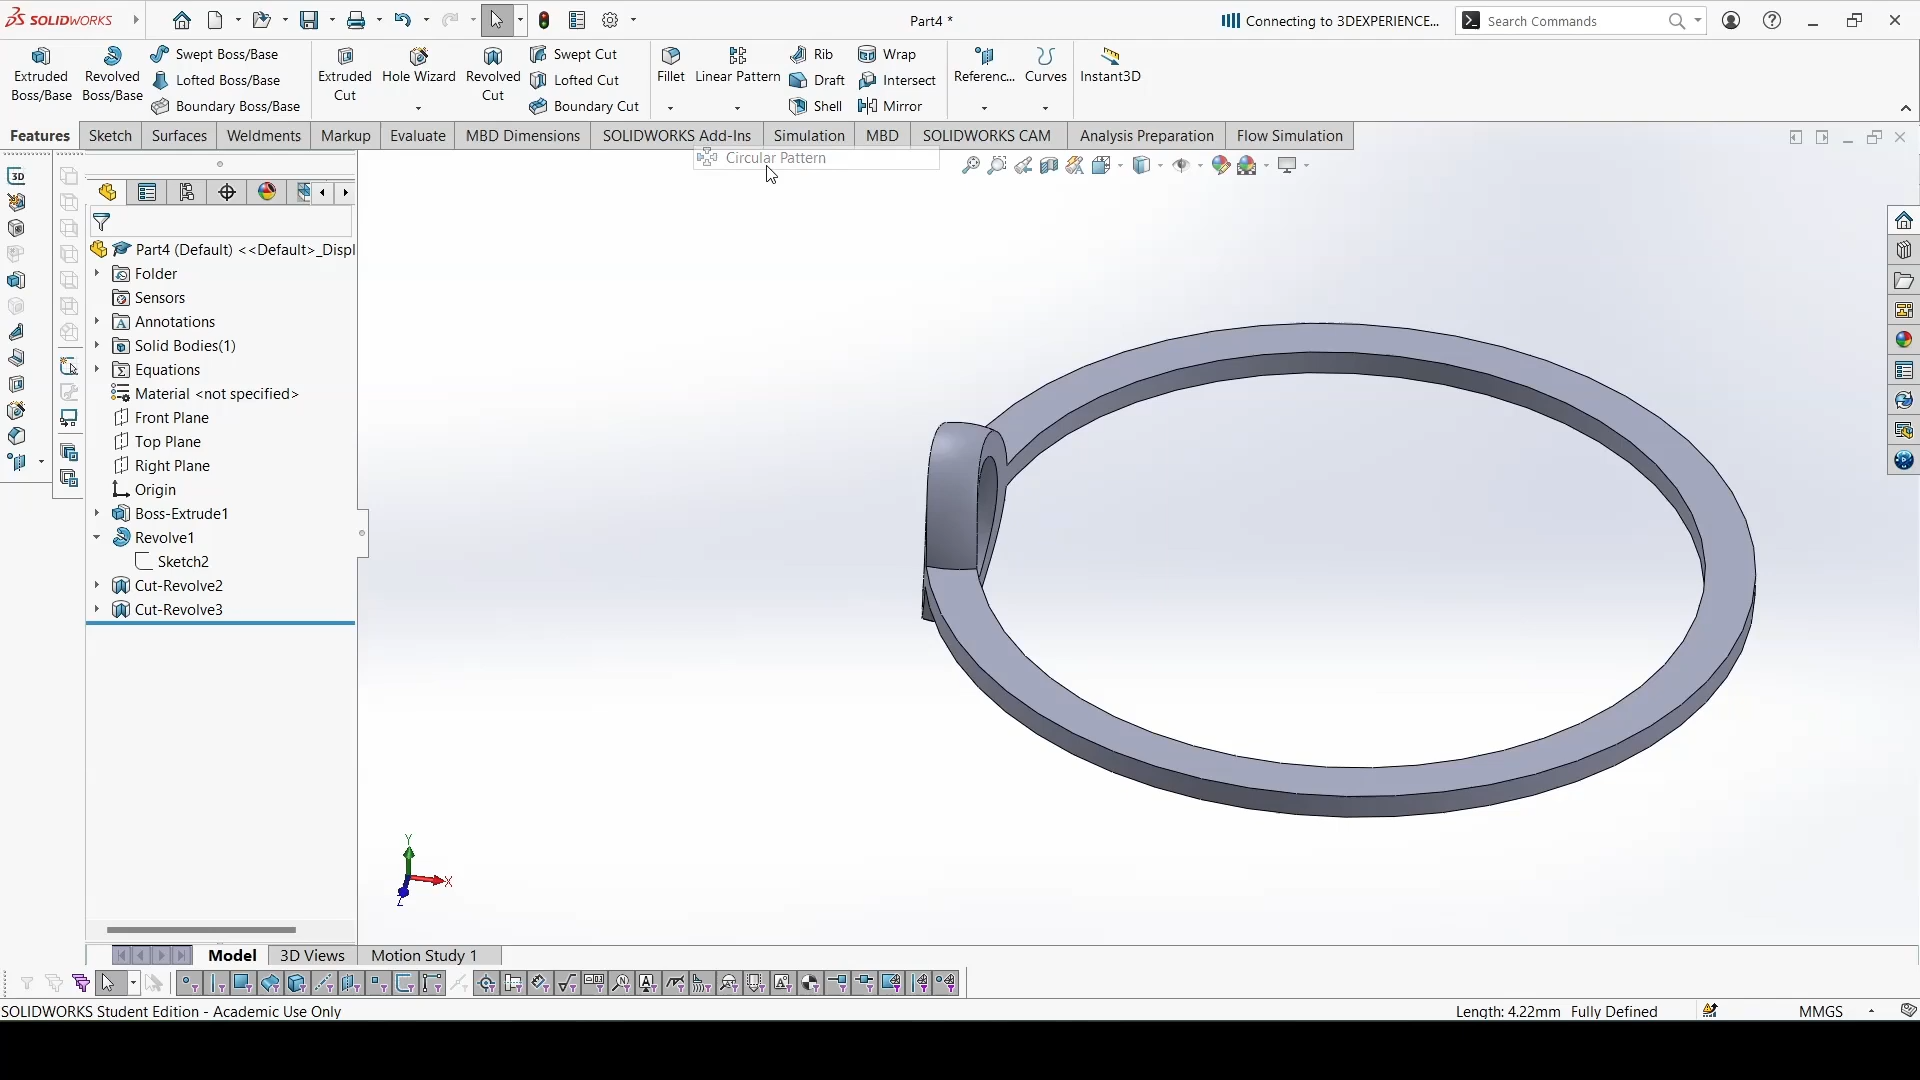 SOLIDWORKS
Part4 *
Connecting to 3DEXPERIENCE...
Search Commands
Extruded Boss/Base
Revolved Boss/Base
Swept Boss/Base
Lofted Boss/Base
Boundary Boss/Base
Extruded Cut
Hole Wizard
Revolved Cut
Swept Cut
Lofted Cut
Boundary Cut
Fillet
Linear Pattern
Rib
Draft
Shell
Wrap
Intersect
Mirror
Referenc...
Curves
Instant3D
Features
Sketch
Surfaces
Weldments
Markup
Evaluate
MBD Dimensions
SOLIDWORKS Add-Ins
Simulation
MBD
SOLIDWORKS CAM
Analysis Preparation
Flow Simulation
Circular Pattern
3D
Part4 (Default) <<Default>_Displ
Folder
Sensors
Annotations
Solid Bodies(1)
Equations
Material <not specified>
Front Plane
Top Plane
Right Plane
Origin
Boss-Extrude1
Revolve1
Sketch2
Cut-Revolve2
Cut-Revolve3
Y
X
Z
Model
3D Views
Motion Study 1
SOLIDWORKS Student Edition - Academic Use Only
Length: 4.22mm
Fully Defined
MMGS